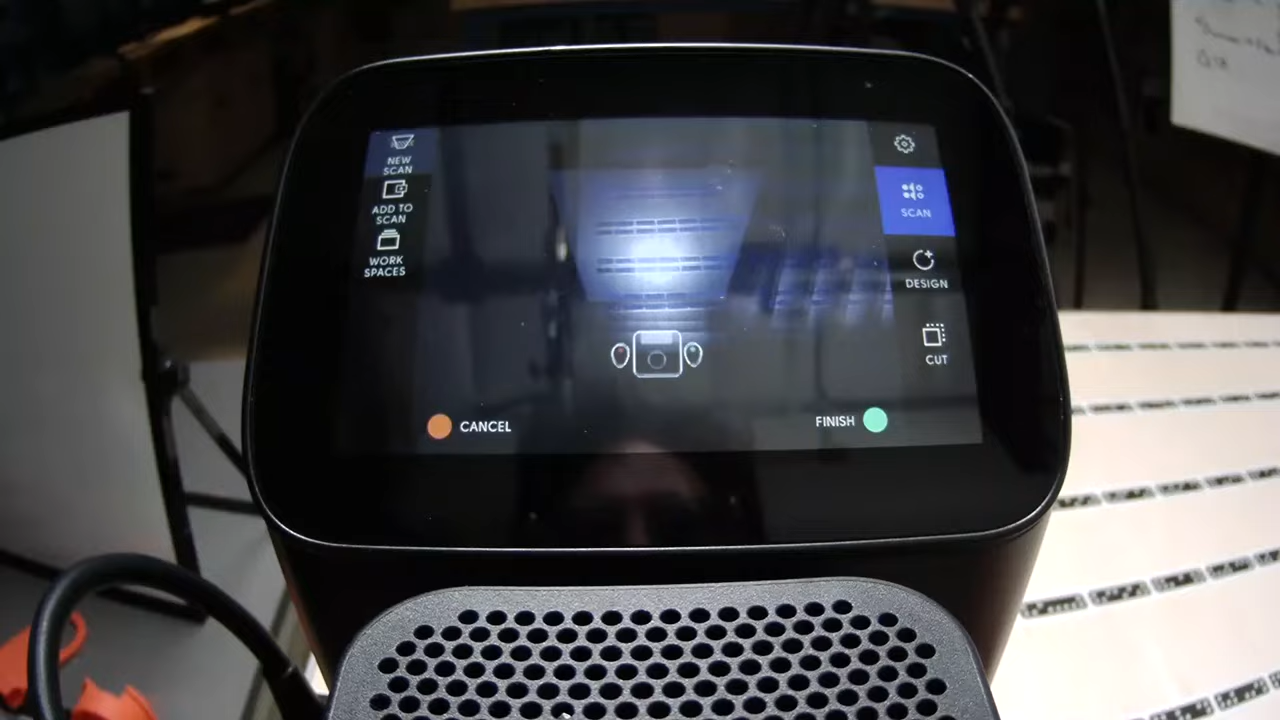 NEW
SCAN
ADD TO
SCAN
WORK
SPACES
SCAN
DESIGN
CUT
CANCEL
FINISH